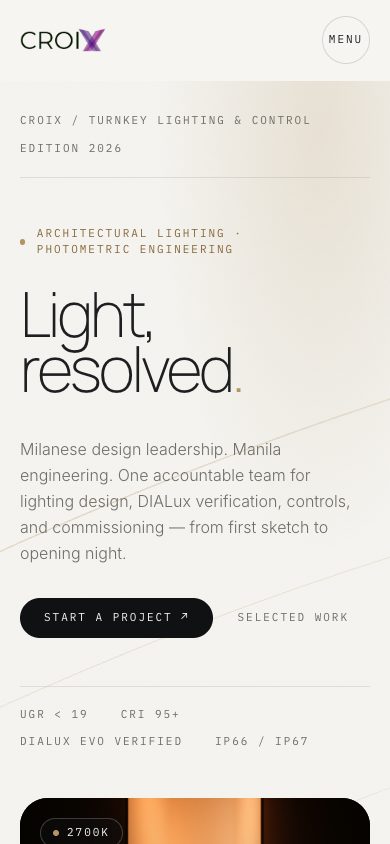 CROIX
MENU
CROIX / TURNKEY LIGHTING & CONTROL
EDITION 2026
ARCHITECTURAL LIGHTING ·
PHOTOMETRIC ENGINEERING
Light,
resolved.
Milanese design leadership. Manila
engineering. One accountable team for
lighting design, DIALux verification, controls,
and commissioning — from first sketch to
opening night.
START A PROJECT ↗ SELECTED WORK
UGR < 19 CRI 95+
DIALUX EVO VERIFIED IP66 / IP67
2700K